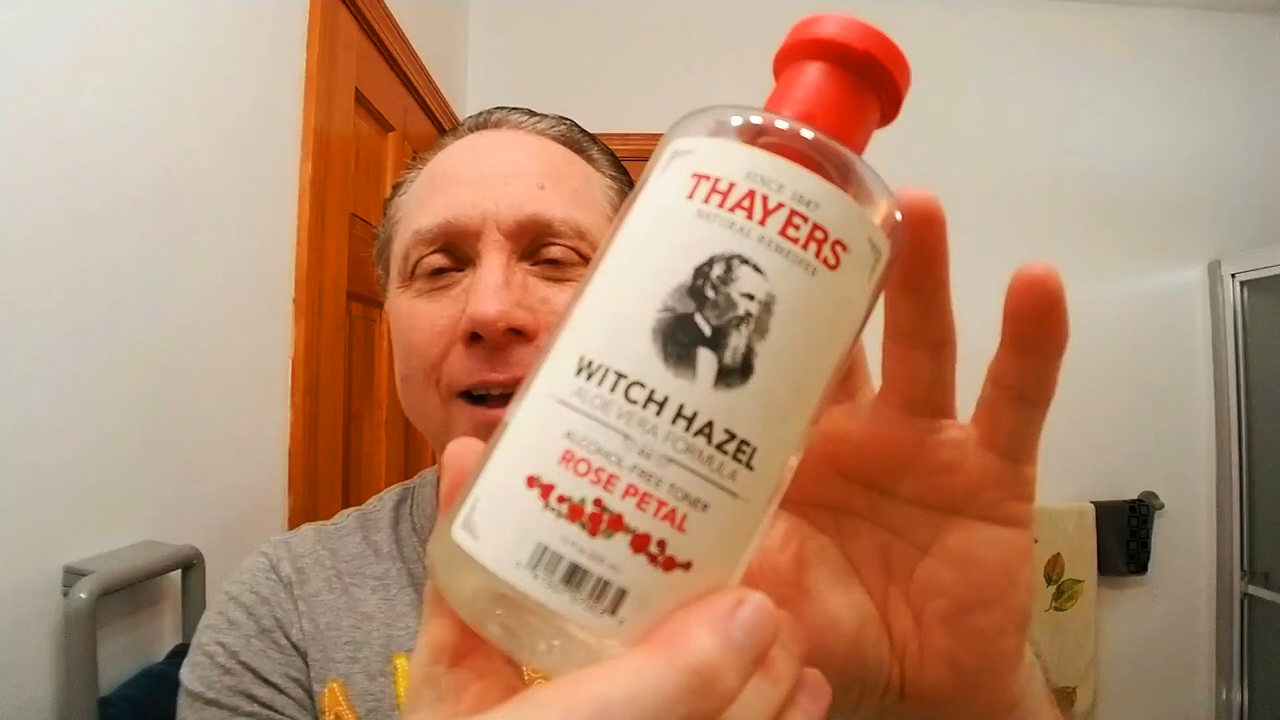 SINCE 1847
THAYERS
NATURAL REMEDIES
WITCH HAZEL
ALOE VERA FORMULA
ALCOHOL-FREE TONER
ROSE PETAL